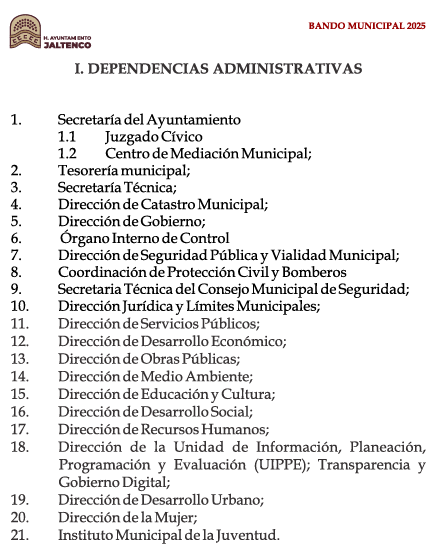 H. AYUNTAMIENTO
JALTENCO
BANDO MUNICIPAL 2025
I. DEPENDENCIAS ADMINISTRATIVAS
1. Secretaría del Ayuntamiento
1.1 Juzgado Cívico
1.2 Centro de Mediación Municipal;
2. Tesorería municipal;
3. Secretaría Técnica;
4. Dirección de Catastro Municipal;
5. Dirección de Gobierno;
6. Órgano Interno de Control
7. Dirección de Seguridad Pública y Vialidad Municipal;
8. Coordinación de Protección Civil y Bomberos
9. Secretaria Técnica del Consejo Municipal de Seguridad;
10. Dirección Jurídica y Límites Municipales;
11. Dirección de Servicios Públicos;
12. Dirección de Desarrollo Económico;
13. Dirección de Obras Públicas;
14. Dirección de Medio Ambiente;
15. Dirección de Educación y Cultura;
16. Dirección de Desarrollo Social;
17. Dirección de Recursos Humanos;
18. Dirección de la Unidad de Información, Planeación,
Programación y Evaluación (UIPPE); Transparencia y
Gobierno Digital;
19. Dirección de Desarrollo Urbano;
20. Dirección de la Mujer;
21. Instituto Municipal de la Juventud.